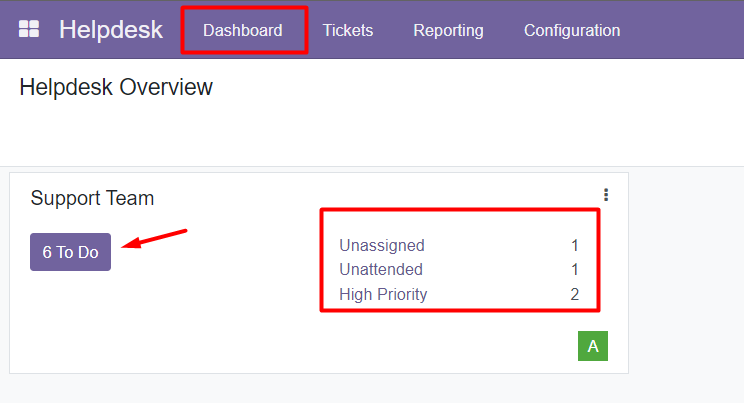 Helpdesk Dashboard Tickets Reporting Configuration
Helpdesk Overview
Support Team
6 To Do
Unassigned 1
Unattended 1
High Priority 2
A